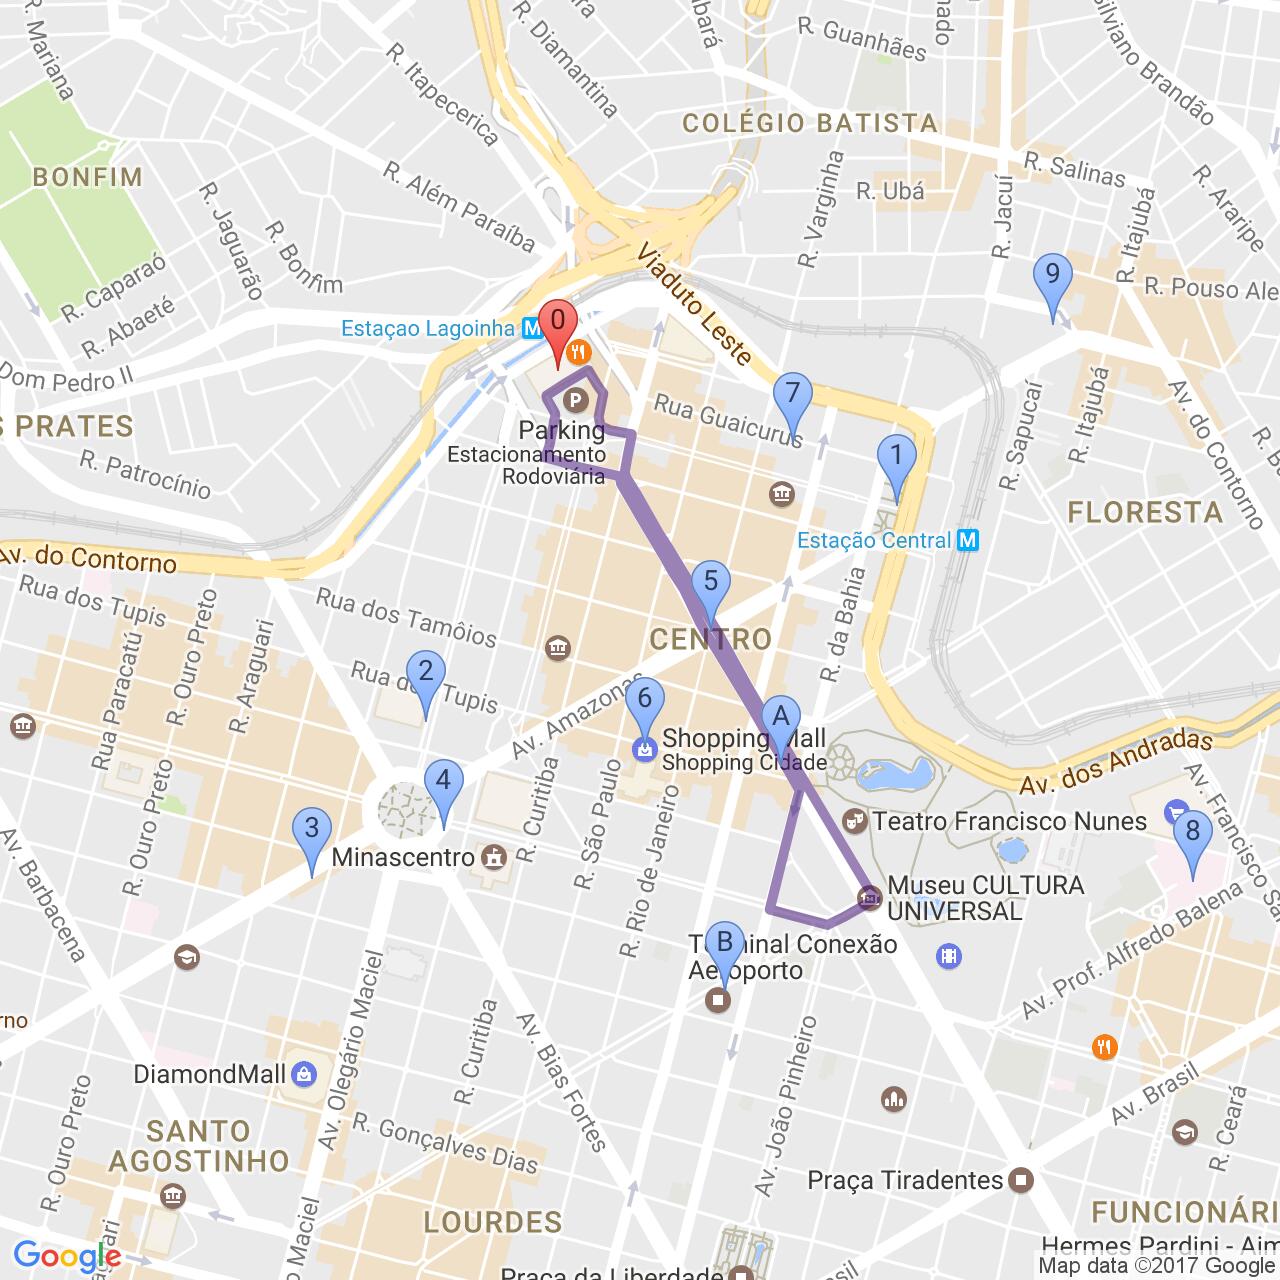 R. Mariana
R. Diamantina
R. Guanhães
Silviano Brandão
R. Itapecerica
COLÉGIO BATISTA
BONFIM
R. Além Paraíba
R. Jaguarão
R. Bonfim
R. Varginha
R. Ubá
R. Jacuí
R. Salinas
R. Itajubá
R. Araripe
Viaduto Leste
R. Caparaó
R. Abaeté
R. Pouso Ale
9
Estaçao Lagoinha M
0
Dom Pedro II
S PRATES
R. Patrocínio
P
Parking
Estacionamento
Rodoviária
Rua Guaicurus
7
1
R. Sapucaí
R. Itajubá
Av. do Contorno
FLORESTA
Estação Central M
Av. do Contorno
Rua dos Tupis
R. Ouro Preto
R. Araguari
Rua Paracatú
Rua dos Tamôios
5
CENTRO
R. da Bahia
2
Rua dos Tupis
Av. Amazonas
6
A
Shopping Mall
Shopping Cidade
Av. dos Andradas
Av. Francisco Sa
4
3
R. Ouro Preto
Minascentro
R. Curitiba
R. São Paulo
R. Rio de Janeiro
Teatro Francisco Nunes
8
Av. Barbacena
Museu CULTURA
UNIVERSAL
Av. Prof. Alfredo Balena
B
Terminal Conexão
Aeroporto
rno
Av. Olegário Maciel
R. Curitiba
Av. Bias Fortes
Av. João Pinheiro
DiamondMall
R. Ouro Preto
SANTO
AGOSTINHO
R. Gonçalves Dias
Av. Brasil
R. Ceará
Praça Tiradentes
LOURDES
FUNCIONÁRI
Maciel
Hermes Pardini - Aim
Google
Praça da Liberdade
Map data ©2017 Google